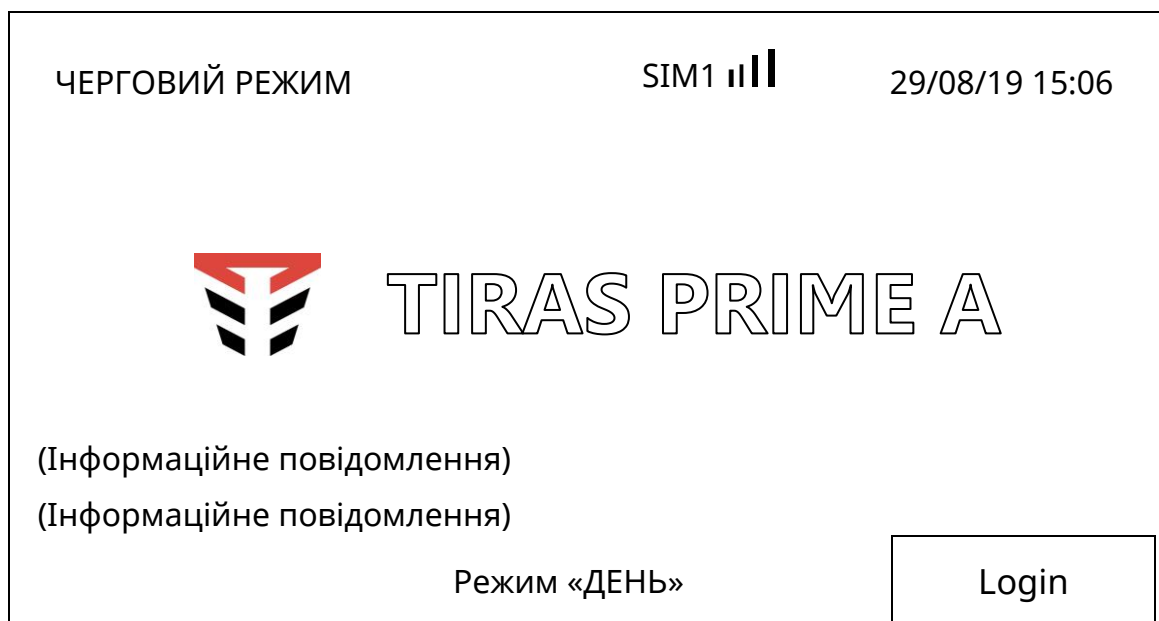 ЧЕРГОВИЙ РЕЖИМ SIM1 29/08/19 15:06
TIRAS PRIME A
(Інформаційне повідомлення)
(Інформаційне повідомлення)
Режим «ДЕНЬ» Login